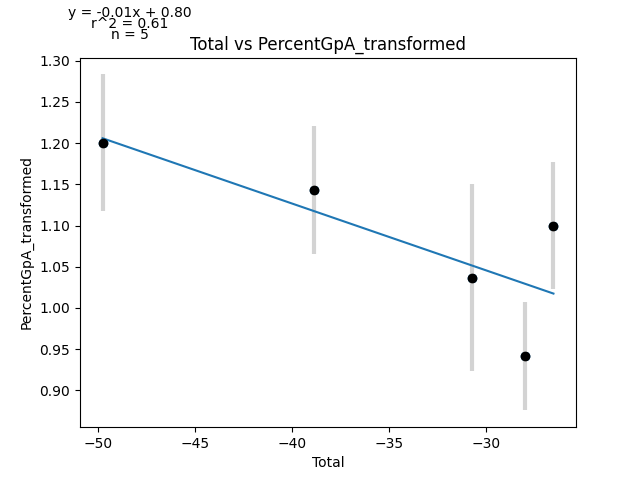 y = -0.01x + 0.80
r^2 = 0.61
n = 5
Total vs PercentGpA_transformed
1.30
1.25
1.20
1.15
1.10
1.05
1.00
0.95
0.90
PercentGpA_transformed
−50
−45
−40
−35
−30
Total